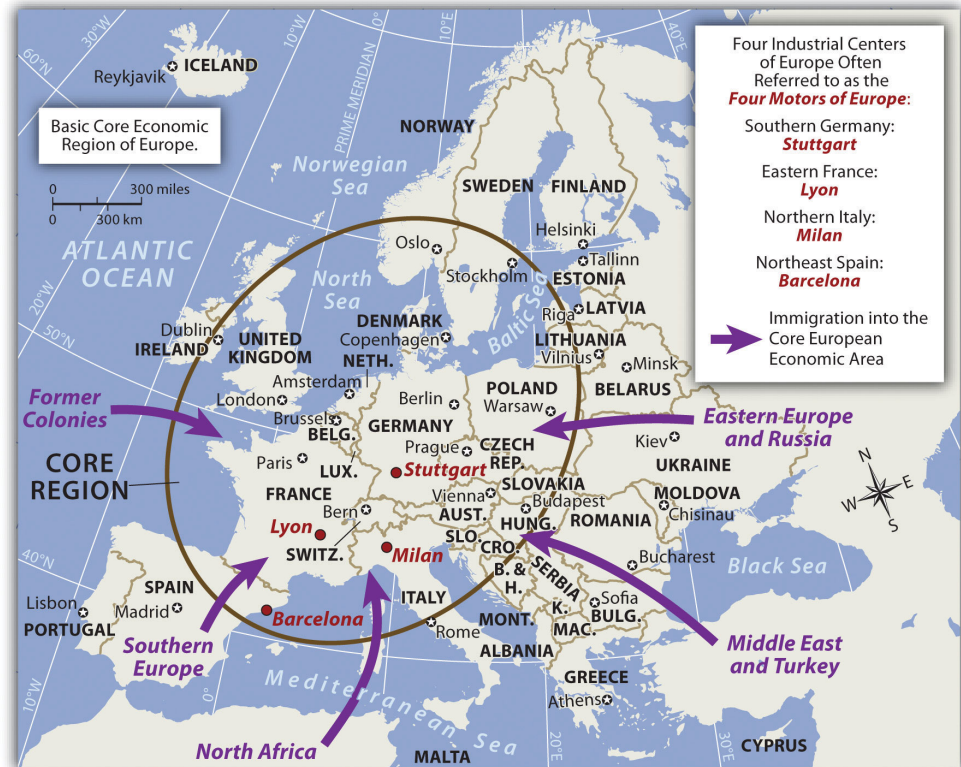 30°W
20°W
10°W
0°
10°E
40°E
60°N
Reykjavik
ICELAND
PRIME MERIDIAN
Basic Core Economic
Region of Europe.
0 300 miles
0 300 km
Four Industrial Centers
of Europe Often
Referred to as the
Four Motors of Europe:
Southern Germany:
Stuttgart
Eastern France:
Lyon
Northern Italy:
Milan
Northeast Spain:
Barcelona
Immigration into the
Core European
Economic Area
NORWAY
Norwegian
Sea
SWEDEN
FINLAND
ATLANTIC
OCEAN
Oslo
Helsinki
Stockholm
Tallinn
ESTONIA
North
Sea
Baltic Sea
20°W
50°N
Riga
LATVIA
Dublin
IRELAND
UNITED
KINGDOM
DENMARK
Copenhagen
NETH.
LITHUANIA
Vilnius
Minsk
BELARUS
Amsterdam
London
Brussels
BELG.
Berlin
GERMANY
POLAND
Warsaw
Former
Colonies
Eastern Europe
and Russia
Kiev
UKRAINE
CORE
REGION
Paris
LUX.
Prague
CZECH
REP.
Stuttgart
SLOVAKIA
Vienna
AUST.
Budapest
HUNG.
MOLDOVA
Chisinau
N
E
S
W
FRANCE
Bern
Lyon
SWITZ.
Milan
SLO.
CRO.
ROMANIA
Bucharest
Black Sea
40°N
B. &
H.
SERBIA
SPAIN
Madrid
Lisbon
PORTUGAL
Barcelona
ITALY
Rome
MONT.
K.
MAC.
Sofia
BULG.
ALBANIA
Southern
Europe
Middle East
and Turkey
GREECE
Athens
Mediterranean Sea
10°W
0°
North Africa
MALTA
20°E
30°E
CYPRUS